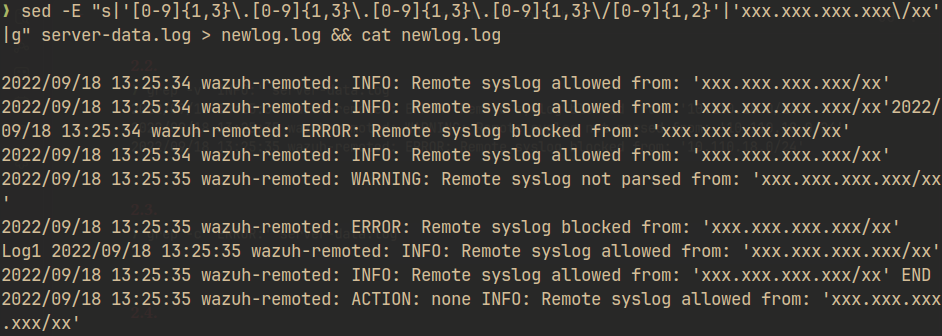 ❯ sed -E "s|'[0-9]{1,3}\.[0-9]{1,3}\.[0-9]{1,3}\.[0-9]{1,3}\/[0-9]{1,2}'|'xxx.xxx.xxx.xxx\/xx'
|g" server-data.log > newlog.log && cat newlog.log
2022/09/18 13:25:34 wazuh-remoted: INFO: Remote syslog allowed from: 'xxx.xxx.xxx.xxx/xx'
2022/09/18 13:25:34 wazuh-remoted: INFO: Remote syslog allowed from: 'xxx.xxx.xxx.xxx/xx'2022/
09/18 13:25:34 wazuh-remoted: ERROR: Remote syslog blocked from: 'xxx.xxx.xxx.xxx/xx'
2022/09/18 13:25:34 wazuh-remoted: INFO: Remote syslog allowed from: 'xxx.xxx.xxx.xxx/xx'
2022/09/18 13:25:35 wazuh-remoted: WARNING: Remote syslog not parsed from: 'xxx.xxx.xxx.xxx/xx
'
2022/09/18 13:25:35 wazuh-remoted: ERROR: Remote syslog blocked from: 'xxx.xxx.xxx.xxx/xx'
Log1 2022/09/18 13:25:35 wazuh-remoted: INFO: Remote syslog allowed from: 'xxx.xxx.xxx.xxx/xx'
2022/09/18 13:25:35 wazuh-remoted: INFO: Remote syslog allowed from: 'xxx.xxx.xxx.xxx/xx' END
2022/09/18 13:25:35 wazuh-remoted: ACTION: none INFO: Remote syslog allowed from: 'xxx.xxx.xxx
.xxx/xx'